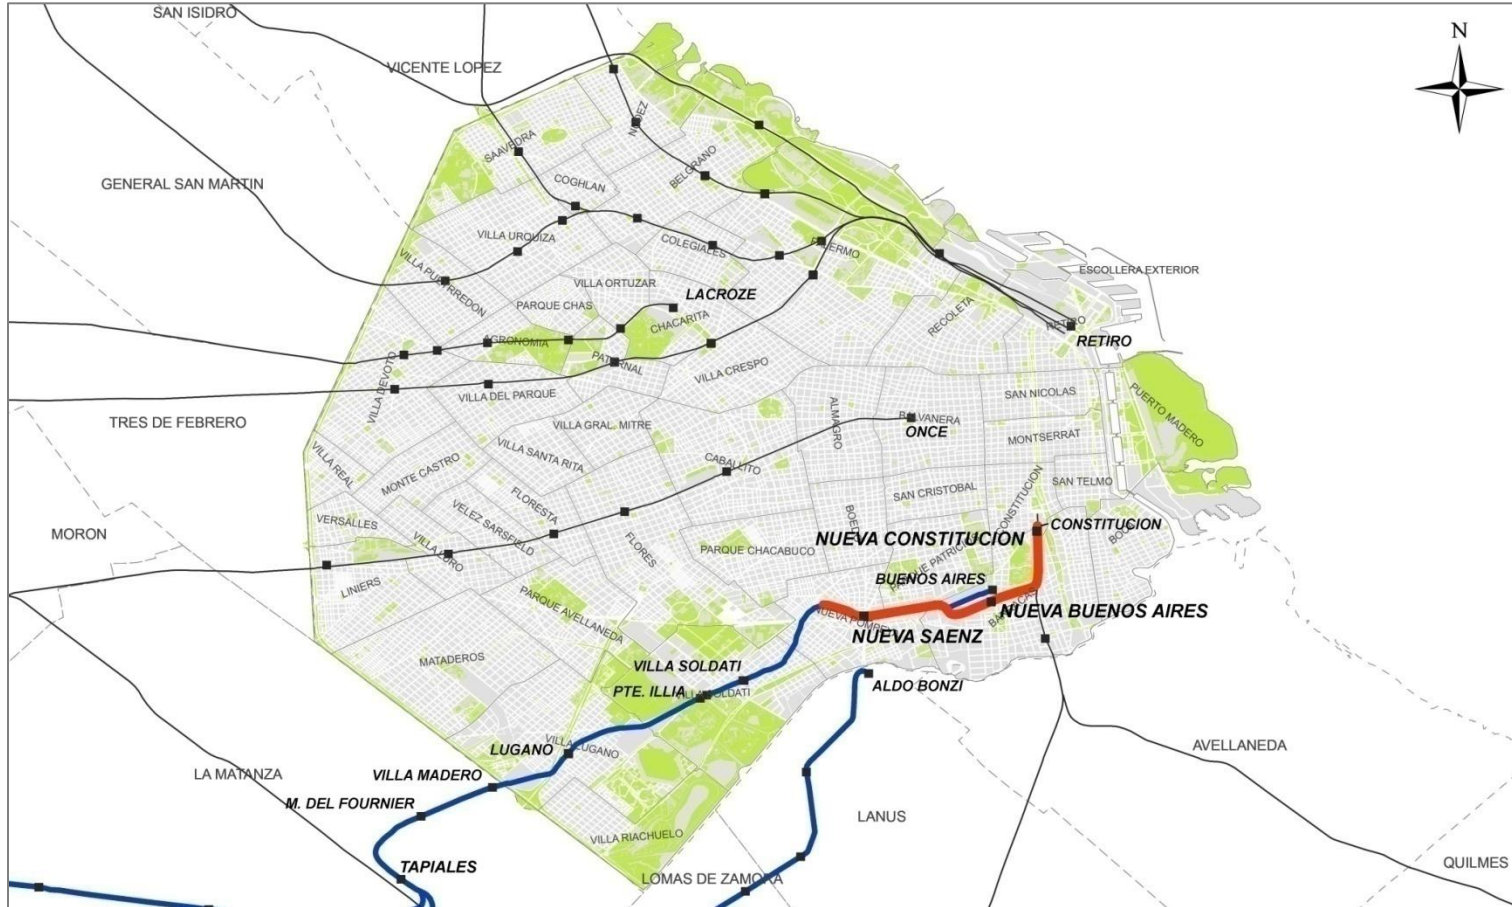 SAN ISIDRO
VICENTE LOPEZ
N
GENERAL SAN MARTIN
SAAVEDRA
NUÑEZ
BELGRANO
COGHLAN
VILLA URQUIZA
COLEGIALES
PALERMO
VILLA PUEYRREDON
ESCOLLERA EXTERIOR
VILLA ORTUZAR
LACROZE
PARQUE CHAS
CHACARITA
RECOLETA
RETIRO
RETIRO
AGRONOMIA
PATERNAL
VILLA DEVOTO
VILLA CRESPO
VILLA DEL PARQUE
SAN NICOLAS
PUERTO MADERO
TRES DE FEBRERO
VILLA GRAL. MITRE
ALMAGRO
BALVANERA
ONCE
MONTSERRAT
VILLA REAL
MONTE CASTRO
VILLA SANTA RITA
CABALLITO
SAN CRISTOBAL
CONSTITUCION
SAN TELMO
FLORESTA
VERSALLES
VELEZ SARSFIELD
BOEDO
BOCA
CONSTITUCION
MORON
VILLA LURO
FLORES
PARQUE CHACABUCO
NUEVA CONSTITUCION
PARQUE PATRICIOS
LINIERS
BUENOS AIRES
PARQUE AVELLANEDA
NUEVA POMPEYA
BARRACAS
NUEVA BUENOS AIRES
NUEVA SAENZ
MATADEROS
VILLA SOLDATI
PTE. ILLIA
VILLA SOLDATI
ALDO BONZI
LUGANO
VILLA LUGANO
AVELLANEDA
LA MATANZA
VILLA MADERO
M. DEL FOURNIER
LANUS
VILLA RIACHUELO
TAPIALES
LOMAS DE ZAMORA
QUILMES